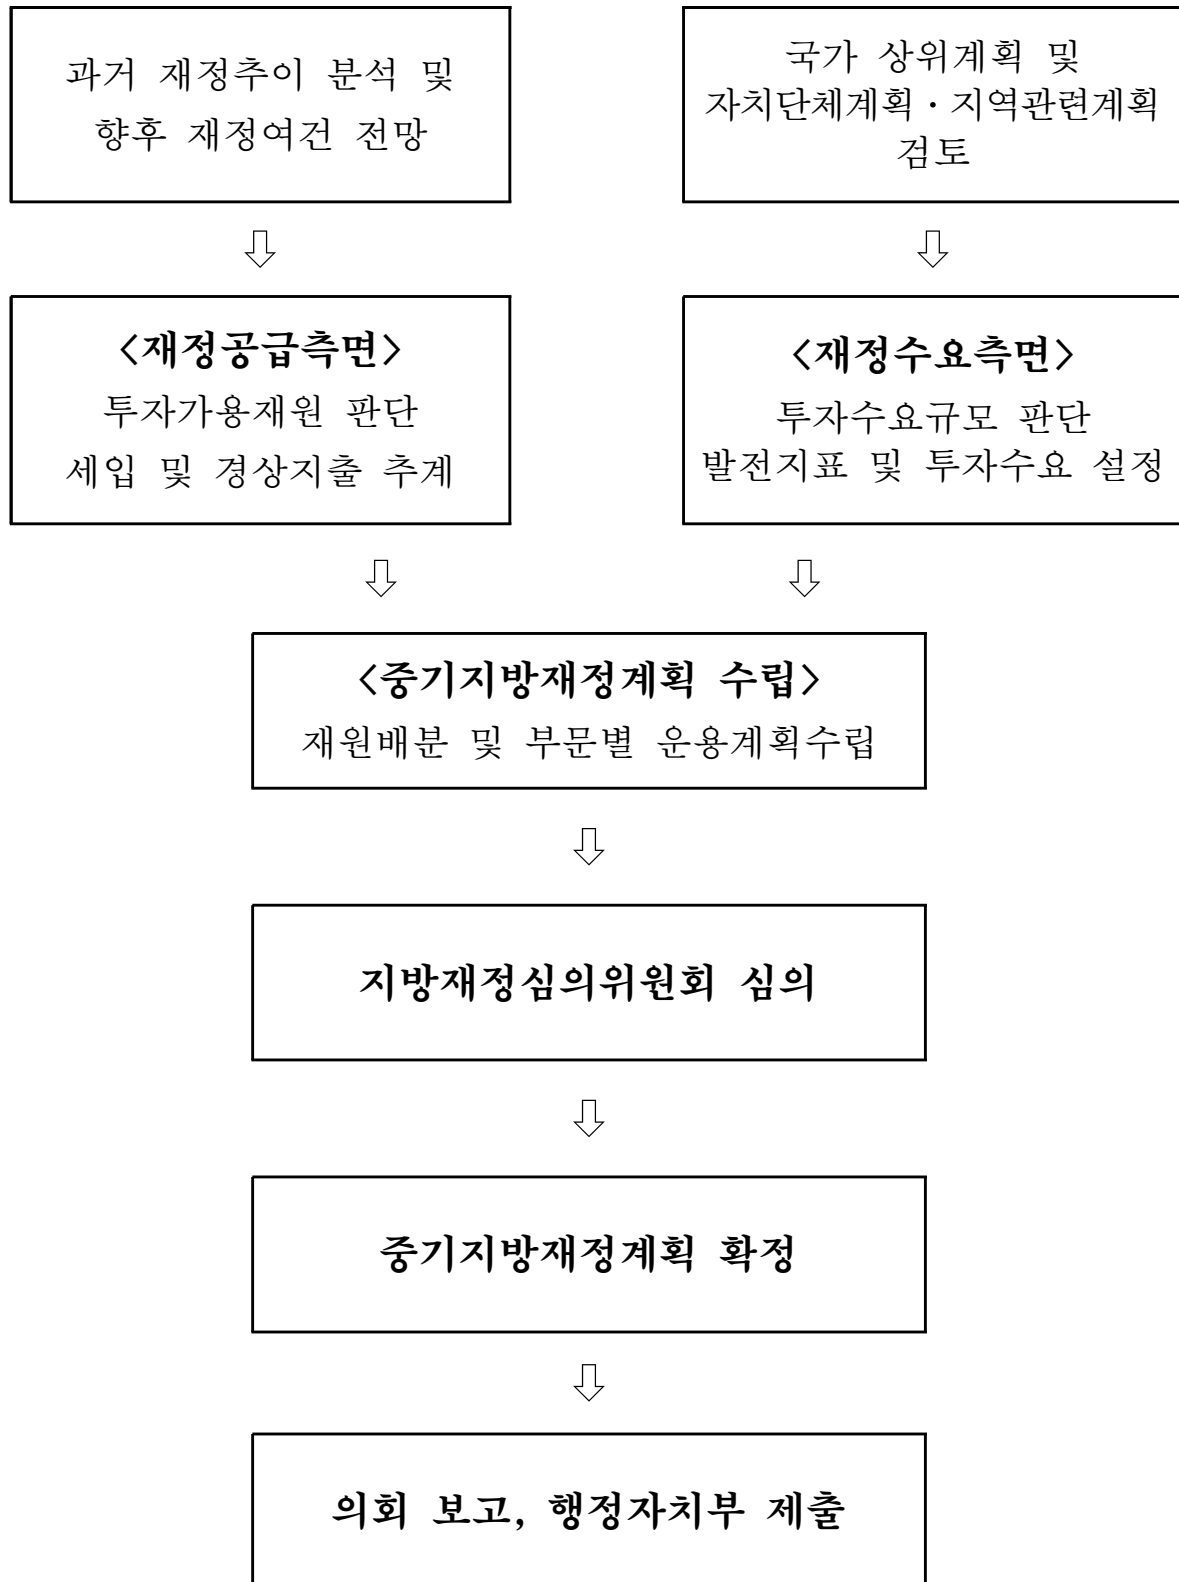 과거 재정추이 분석 및
향후 재정여건 전망
국가 상위계획 및
자치단체계획·지역관련계획
검토
<재정공급측면>
투자가용재원 판단
세입 및 경상지출 추계
<재정수요측면>
투자수요규모 판단
발전지표 및 투자수요 설정
<중기지방재정계획 수립>
재원배분 및 부문별 운용계획수립
지방재정심의위원회 심의
중기지방재정계획 확정
의회 보고, 행정자치부 제출